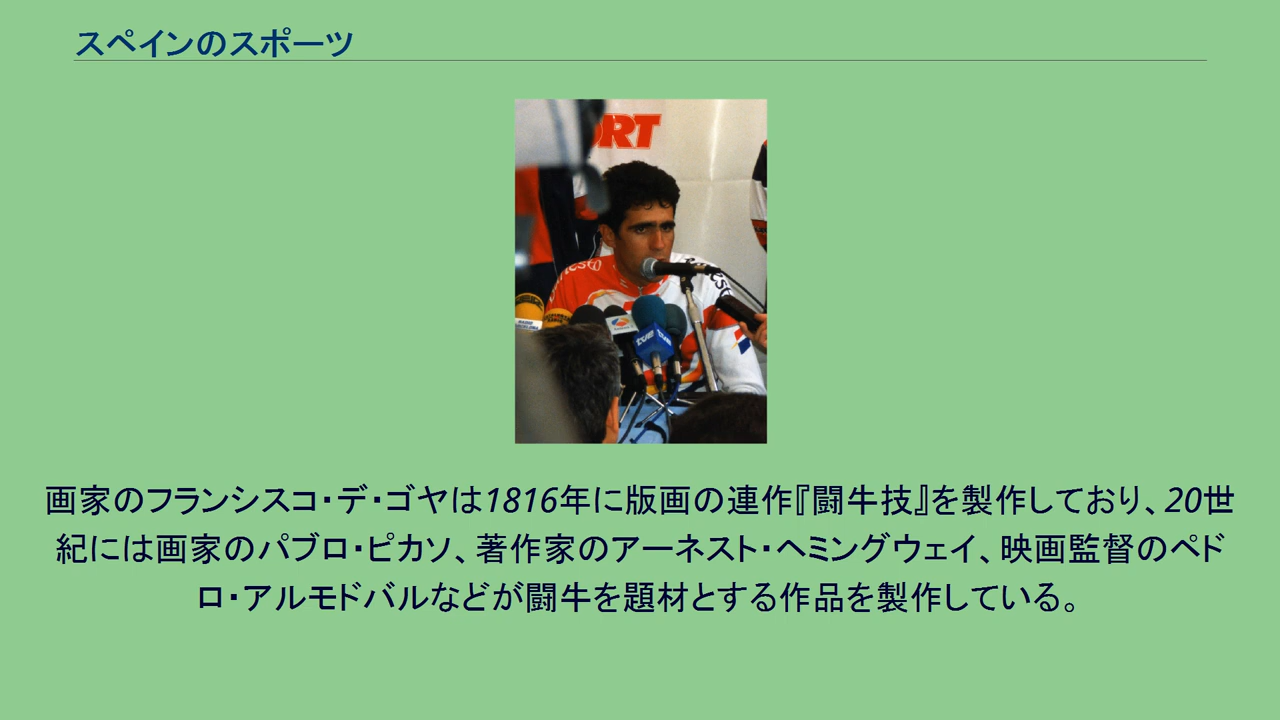 スペインのスポーツ
ORT
nesto
tve
tve
画家のフランシスコ・デ・ゴヤは1816年に版画の連作『闘牛技』を製作しており、20世
紀には画家のパブロ・ピカソ、著作家のアーネスト・ヘミングウェイ、映画監督のペド
ロ・アルモドバルなどが闘牛を題材とする作品を製作している。